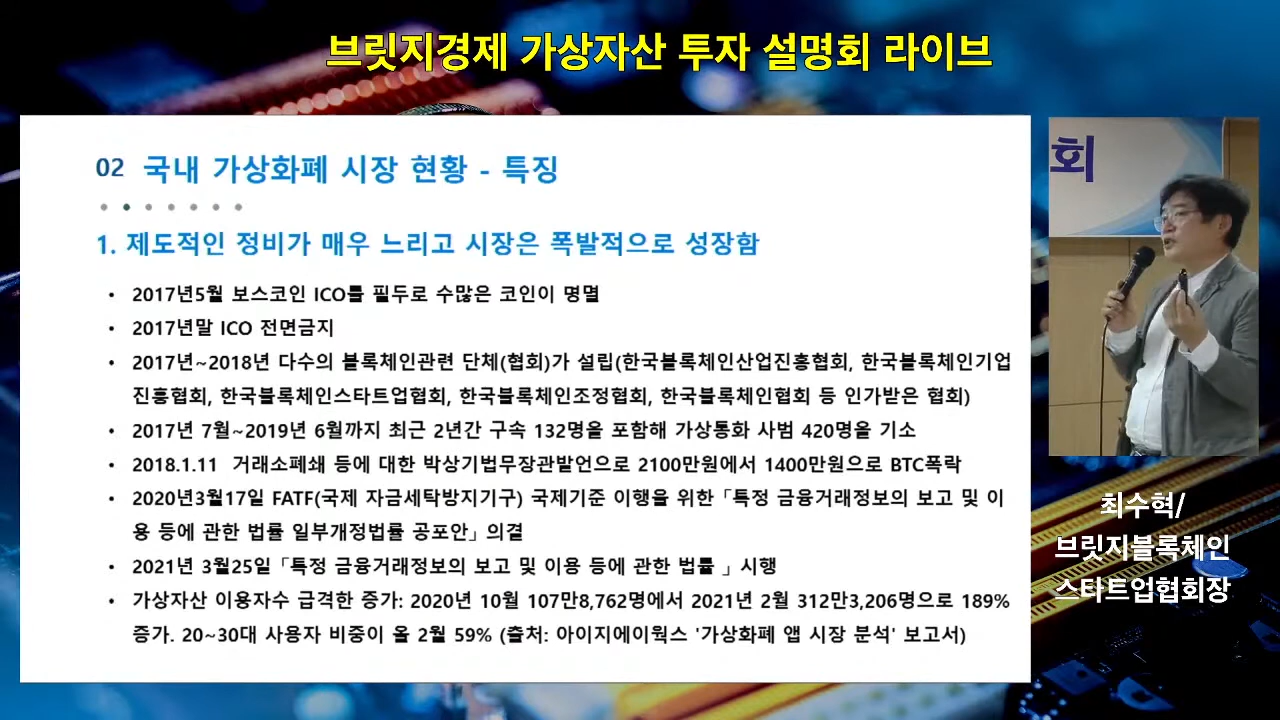 브릿지경제 가상자산 투자 설명회 라이브
02 국내 가상화폐 시장 현황 - 특징
1. 제도적인 정비가 매우 느리고 시장은 폭발적으로 성장함
• 2017년5월 보스코인 ICO를 필두로 수많은 코인이 명멸
• 2017년말 ICO 전면금지
• 2017년~2018년 다수의 블록체인관련 단체(협회)가 설립(한국블록체인산업진흥협회, 한국블록체인기업
진흥협회, 한국블록체인스타트업협회, 한국블록체인조정협회, 한국블록체인협회 등 인가받은 협회)
• 2017년 7월~2019년 6월까지 최근 2년간 구속 132명을 포함해 가상통화 사범 420명을 기소
• 2018.1.11 거래소폐쇄 등에 대한 박상기법무장관발언으로 2100만원에서 1400만원으로 BTC폭락
• 2020년3월17일 FATF(국제 자금세탁방지기구) 국제기준 이행을 위한 「특정 금융거래정보의 보고 및 이
용 등에 관한 법률 일부개정법률 공포안」 의결
• 2021년 3월25일 「특정 금융거래정보의 보고 및 이용 등에 관한 법률 」 시행
• 가상자산 이용자수 급격한 증가: 2020년 10월 107만8,762명에서 2021년 2월 312만3,206명으로 189%
증가. 20~30대 사용자 비중이 올 2월 59% (출처: 아이지에이웍스 '가상화폐 앱 시장 분석' 보고서)
회
최수혁/
브릿지블록체인
스타트업협회장